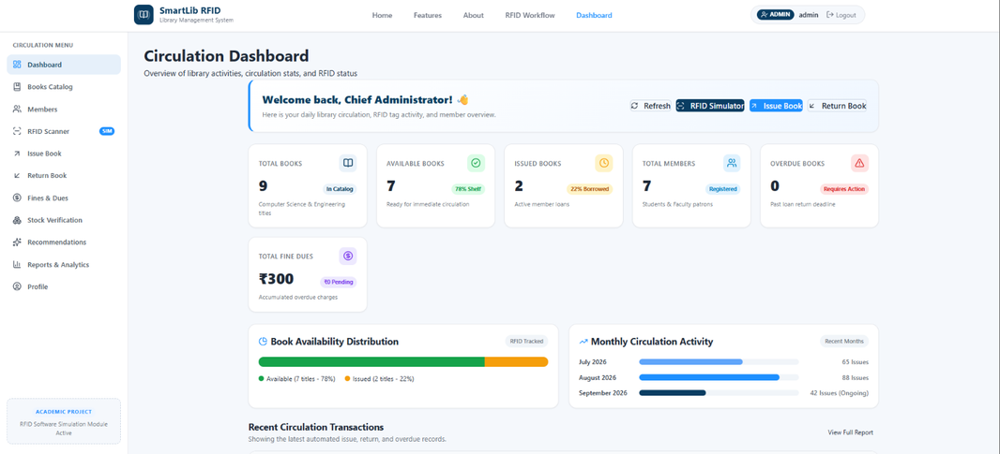 SmartLib RFID
Library Management System
Home
Features
About
RFID Workflow
Dashboard
ADMIN
admin
Logout
CIRCULATION MENU
Dashboard
Books Catalog
Members
RFID Scanner
SIM
Issue Book
Return Book
Fines & Dues
Stock Verification
Recommendations
Reports & Analytics
Profile
ACADEMIC PROJECT
RFID Software Simulation Module
Active
Circulation Dashboard
Overview of library activities, circulation stats, and RFID status
Welcome back, Chief Administrator! 👋
Here is your daily library circulation, RFID tag activity, and member overview.
Refresh
RFID Simulator
Issue Book
Return Book
TOTAL BOOKS
9
In Catalog
Computer Science & Engineering
titles.
AVAILABLE BOOKS
7
78% Shelf
Ready for immediate circulation
ISSUED BOOKS
2
22% Borrowed
Active member loans
TOTAL MEMBERS
7
Registered
Students & Faculty patrons
OVERDUE BOOKS
0
Requires Action
Past loan return deadline
TOTAL FINE DUES
₹300
₹0 Pending
Accumulated overdue charges
Book Availability Distribution
RFID Tracked
Available (7 titles - 78%)
Issued (2 titles - 22%)
Monthly Circulation Activity
Recent Months
July 2026
65 Issues
August 2026
88 Issues
September 2026
42 Issues (Ongoing)
Recent Circulation Transactions
Showing the latest automated issue, return, and overdue records.
View Full Report